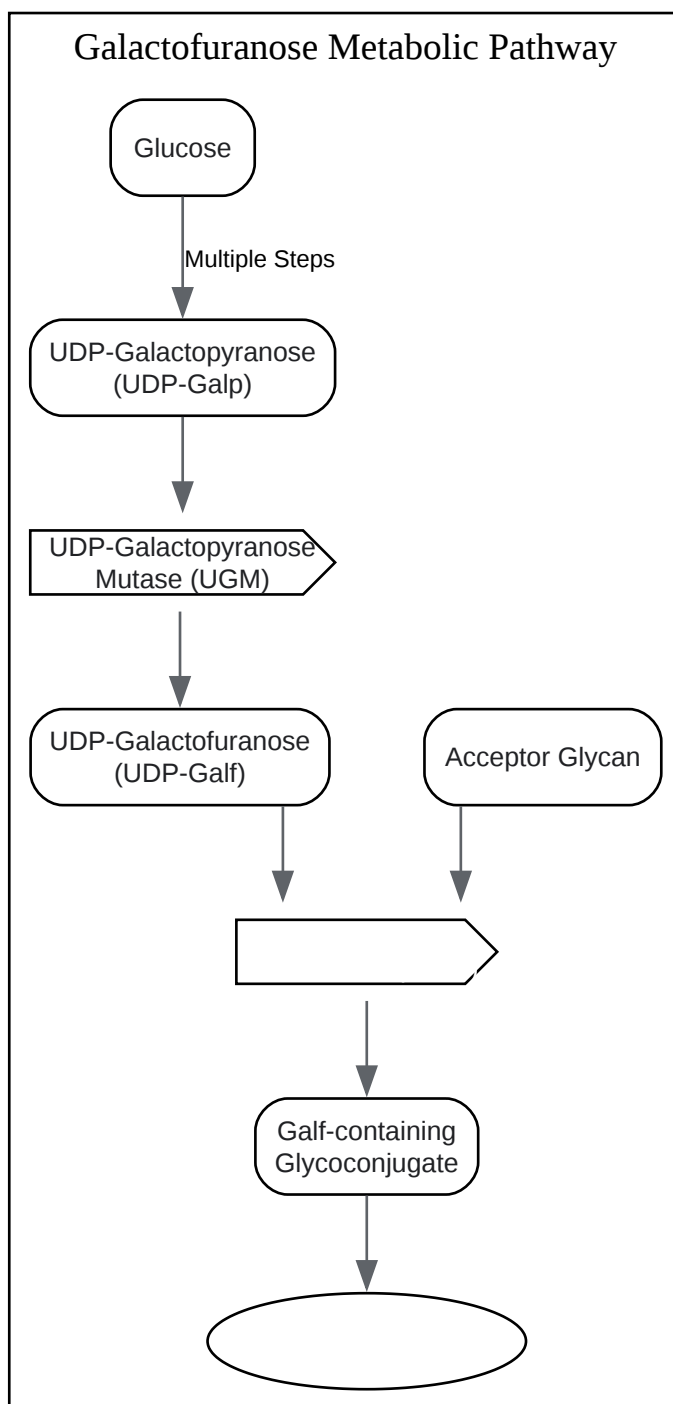 Galactofuranose Metabolic Pathway
Glucose
Multiple Steps
UDP-Galactopyranose
(UDP-Galp)
UDP-Galactopyranose
Mutase (UGM)
UDP-Galactofuranose
(UDP-Galf)
Acceptor Glycan
Galf-containing
Glycoconjugate